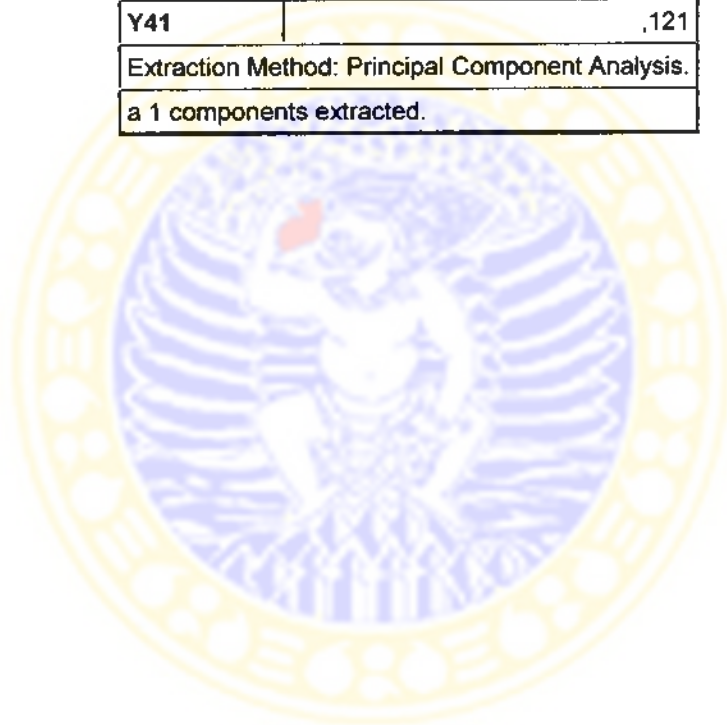 Y41 ,121
Extraction Method: Principal Component Analysis.
a 1 components extracted.